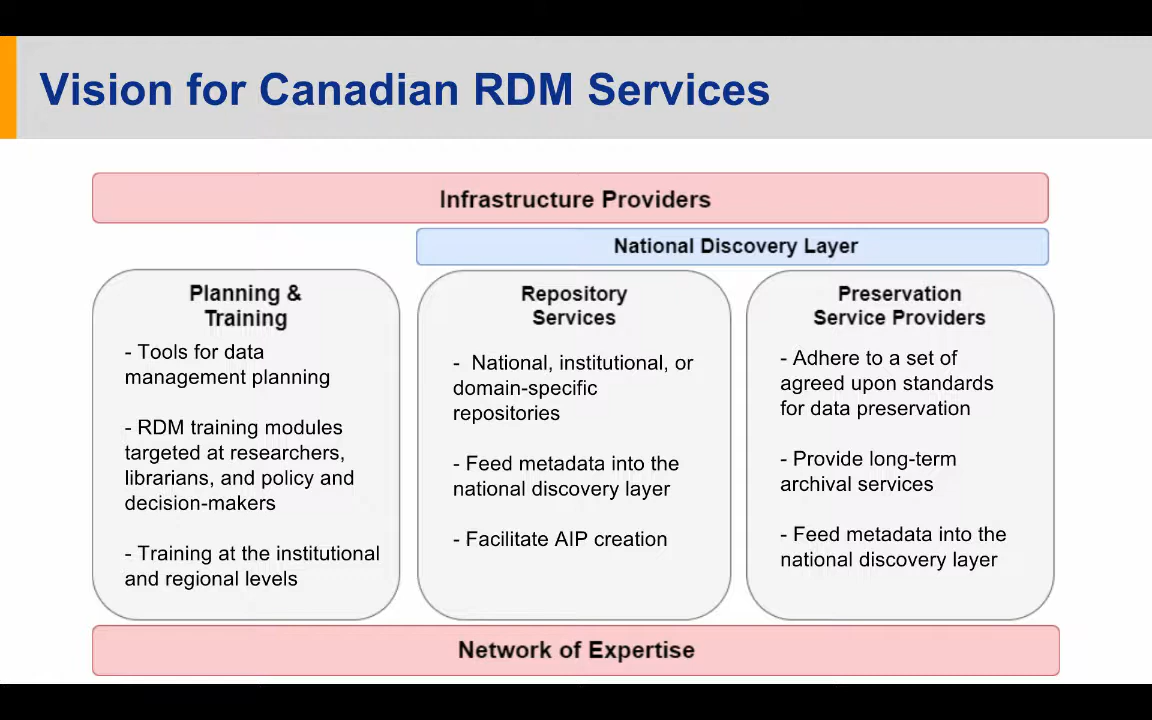 Vision for Canadian RDM Services
Infrastructure Providers
National Discovery Layer
Planning &
Training
- Tools for data
management planning
- RDM training modules
targeted at researchers,
librarians, and policy and
decision-makers
- Training at the institutional
and regional levels
Repository
Services
- National, institutional, or
domain-specific
repositories
- Feed metadata into the
national discovery layer
- Facilitate AIP creation
Preservation
Service Providers
- Adhere to a set of
agreed upon standards
for data preservation
- Provide long-term
archival services
- Feed metadata into the
national discovery layer
Network of Expertise